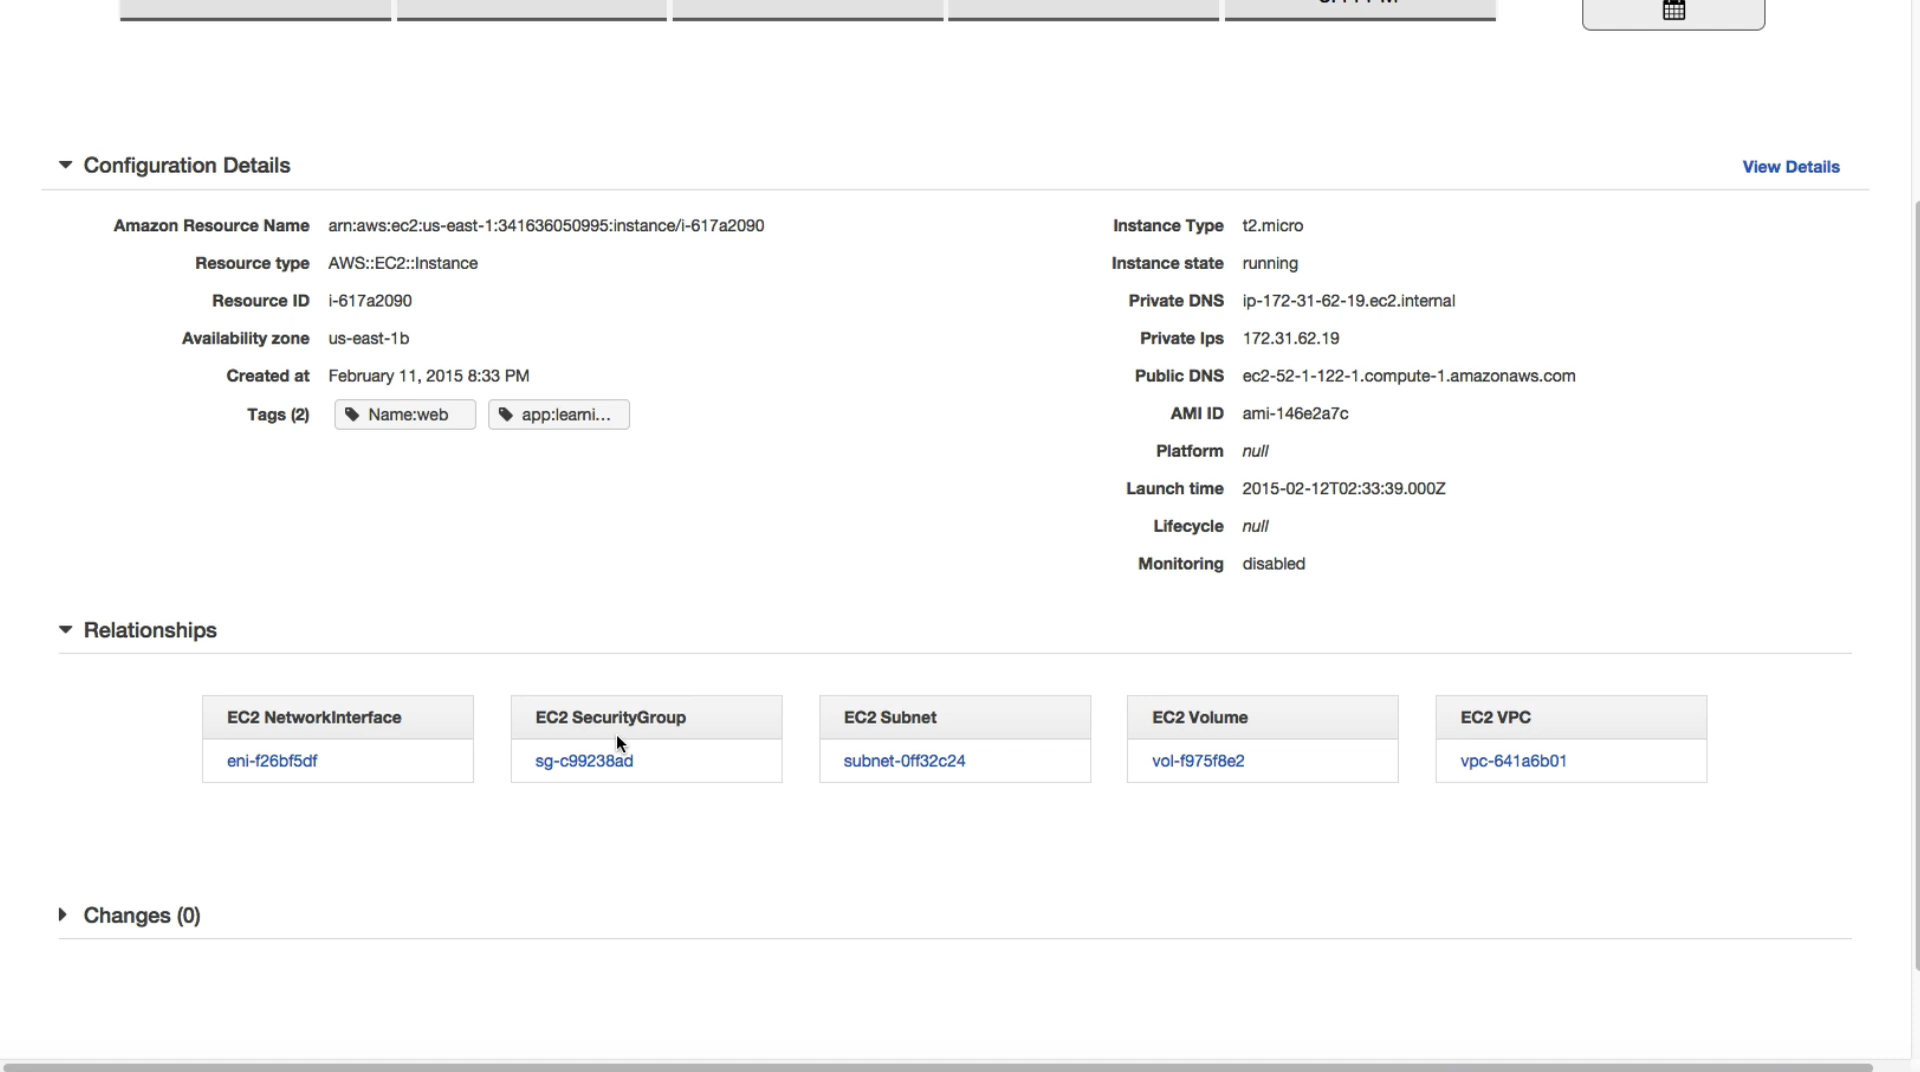 Configuration Details
View Details
Amazon Resource Name arn:aws:ec2:us-east-1:341636050995:instance/i-617a2090
Resource type AWS::EC2::Instance
Resource ID i-617a2090
Availability zone us-east-1b
Created at February 11, 2015 8:33 PM
Tags (2) Name:web app:learni...
Instance Type t2.micro
Instance state running
Private DNS ip-172-31-62-19.ec2.internal
Private Ips 172.31.62.19
Public DNS ec2-52-1-122-1.compute-1.amazonaws.com
AMI ID ami-146e2a7c
Platform null
Launch time 2015-02-12T02:33:39.000Z
Lifecycle null
Monitoring disabled
Relationships
EC2 NetworkInterface
eni-f26bf5df
EC2 SecurityGroup
sg-c99238ad
EC2 Subnet
subnet-0ff32c24
EC2 Volume
vol-f975f8e2
EC2 VPC
vpc-641a6b01
Changes (0)